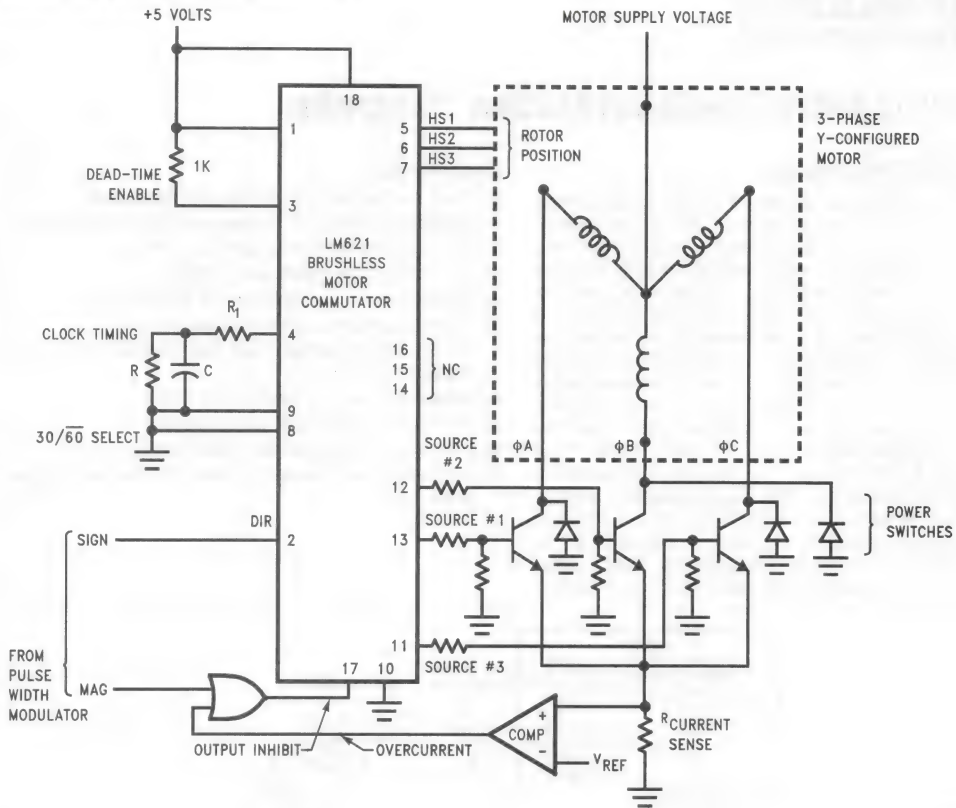 +5 VOLTS
MOTOR SUPPLY VOLTAGE
18
1
5
HS1
6
HS2
7
HS3
ROTOR
POSITION
3-PHASE
Y-CONFIGURED
MOTOR
1K
DEAD-TIME
ENABLE
3
LM621
BRUSHLESS
MOTOR
COMMUTATOR
CLOCK TIMING
R1
4
R
C
16
15
14
NC
9
8
30/60 SELECT
ΦA
ΦB
ΦC
SOURCE
#2
12
DIR
SIGN
2
13
SOURCE #1
POWER
SWITCHES
11
SOURCE #3
FROM
PULSE
WIDTH
MODULATOR
MAG
17
10
OUTPUT INHIBIT
OVERCURRENT
COMP
+
−
VREF
RCURRENT
SENSE